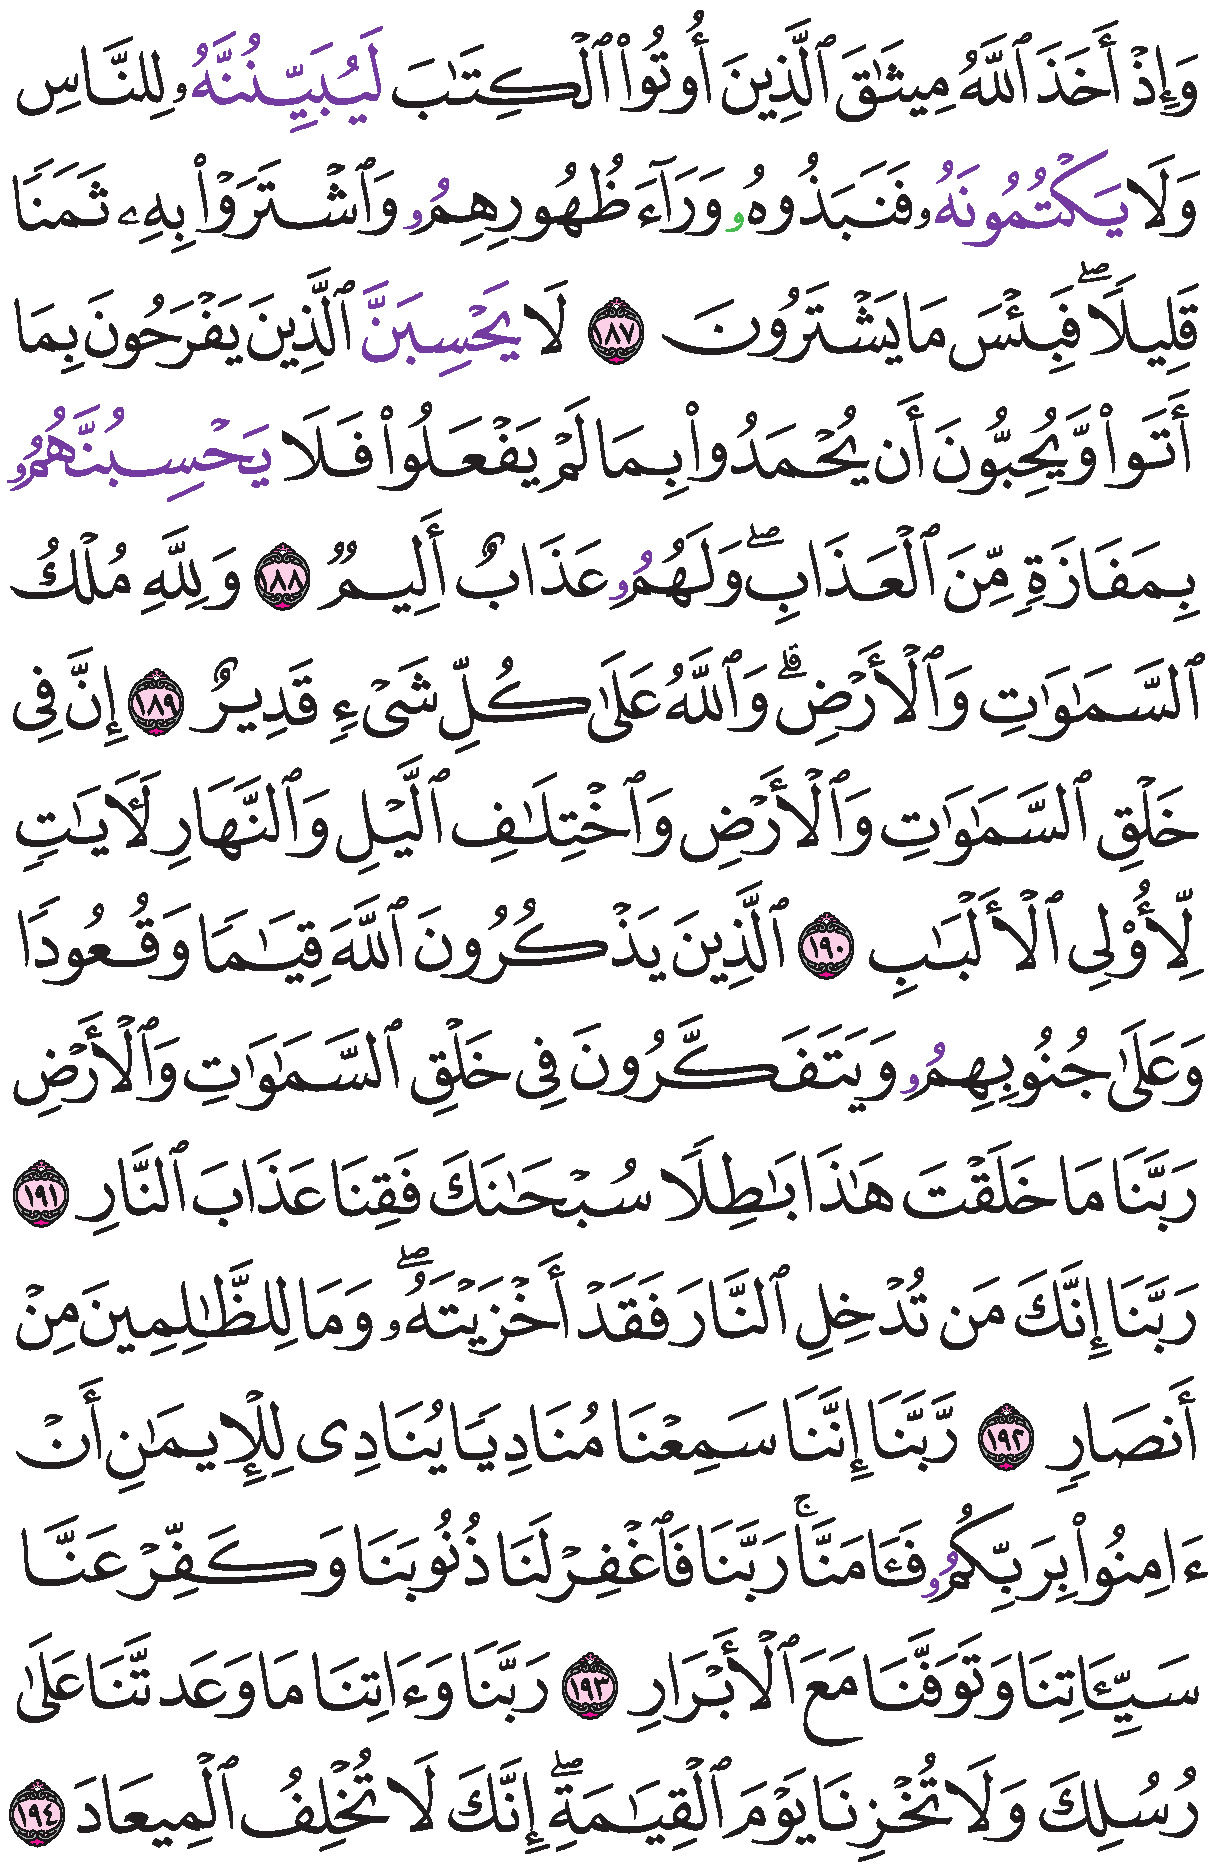 وَإِذۡ أَخَذَ ٱللَّهُ مِيثَٰقَ ٱلَّذِينَ أُوتُواْ ٱلۡكِتَٰبَ لَيُبَيِّنُنَّهُۥ لِلنَّاسِ
وَلَا يَكۡتُمُونَهُۥ فَنَبَذُوهُۥ وَرَآءَ ظُهُورِهِمُۥ وَٱشۡتَرَوۡاْ بِهِۦ ثَمَنٗا
قَلِيلٗاۖ فَبِئۡسَ مَا يَشۡتَرُونَ ١٨٧ لَا يَحۡسِبَنَّ ٱلَّذِينَ يَفۡرَحُونَ بِمَا
أَتَواْ وَّيُحِبُّونَ أَن يُحۡمَدُواْ بِمَا لَمۡ يَفۡعَلُواْ فَلَا يَحۡسِبُنَّهُمُۥ
بِمَفَازَةٖ مِّنَ ٱلۡعَذَابِۖ وَلَهُمُۥ عَذَابٌ أَلِيمٞ ١٨٨ وَلِلَّهِ مُلۡكُ
ٱلسَّمَٰوَٰتِ وَٱلۡأَرۡضِۗ وَٱللَّهُ عَلَىٰ كُلِّ شَيۡءٖ قَدِيرٌ ١٨٩ إِنَّ فِي
خَلۡقِ ٱلسَّمَٰوَٰتِ وَٱلۡأَرۡضِ وَٱخۡتِلَٰفِ ٱلَّيۡلِ وَٱلنَّهَارِ لَأٓيَٰتٖ
لِّأُوْلِي ٱلۡأَلۡبَٰبِ ١٩٠ ٱلَّذِينَ يَذۡكُرُونَ ٱللَّهَ قِيَٰمٗا وَقُعُودٗا
وَعَلَىٰ جُنُوبِهِمُۥ وَيَتَفَكَّرُونَ فِي خَلۡقِ ٱلسَّمَٰوَٰتِ وَٱلۡأَرۡضِ
رَبَّنَا مَا خَلَقۡتَ هَٰذَا بَٰطِلٗا سُبۡحَٰنَكَ فَقِنَا عَذَابَ ٱلنَّارِ ١٩١
رَبَّنَا إِنَّكَ مَن تُدۡخِلِ ٱلنَّارَ فَقَدۡ أَخۡزَيۡتَهُۥۖ وَمَا لِلظَّٰلِمِينَ مِنۡ
أَنصَارٖ ١٩٢ رَّبَّنَا إِنَّنَا سَمِعۡنَا مُنَادِيٗا يُنَادِي لِلۡإِيمَٰنِ أَنۡ
ءَامِنُواْ بِرَبِّكُمُۥ فَـَٔامَنَّاۚ رَبَّنَا فَٱغۡفِرۡ لَنَا ذُنُوبَنَا وَكَفِّرۡ عَنَّا
سَيِّـَٔاتِنَا وَتَوَفَّنَا مَعَ ٱلۡأَبۡرَارِ ١٩٣ رَبَّنَا وَءَاتِنَا مَا وَعَدتَّنَا عَلَىٰ
رُسُلِكَ وَلَا تُخۡزِنَا يَوۡمَ ٱلۡقِيَٰمَةِۖ إِنَّكَ لَا تُخۡلِفُ ٱلۡمِيعَادَ ١٩٤